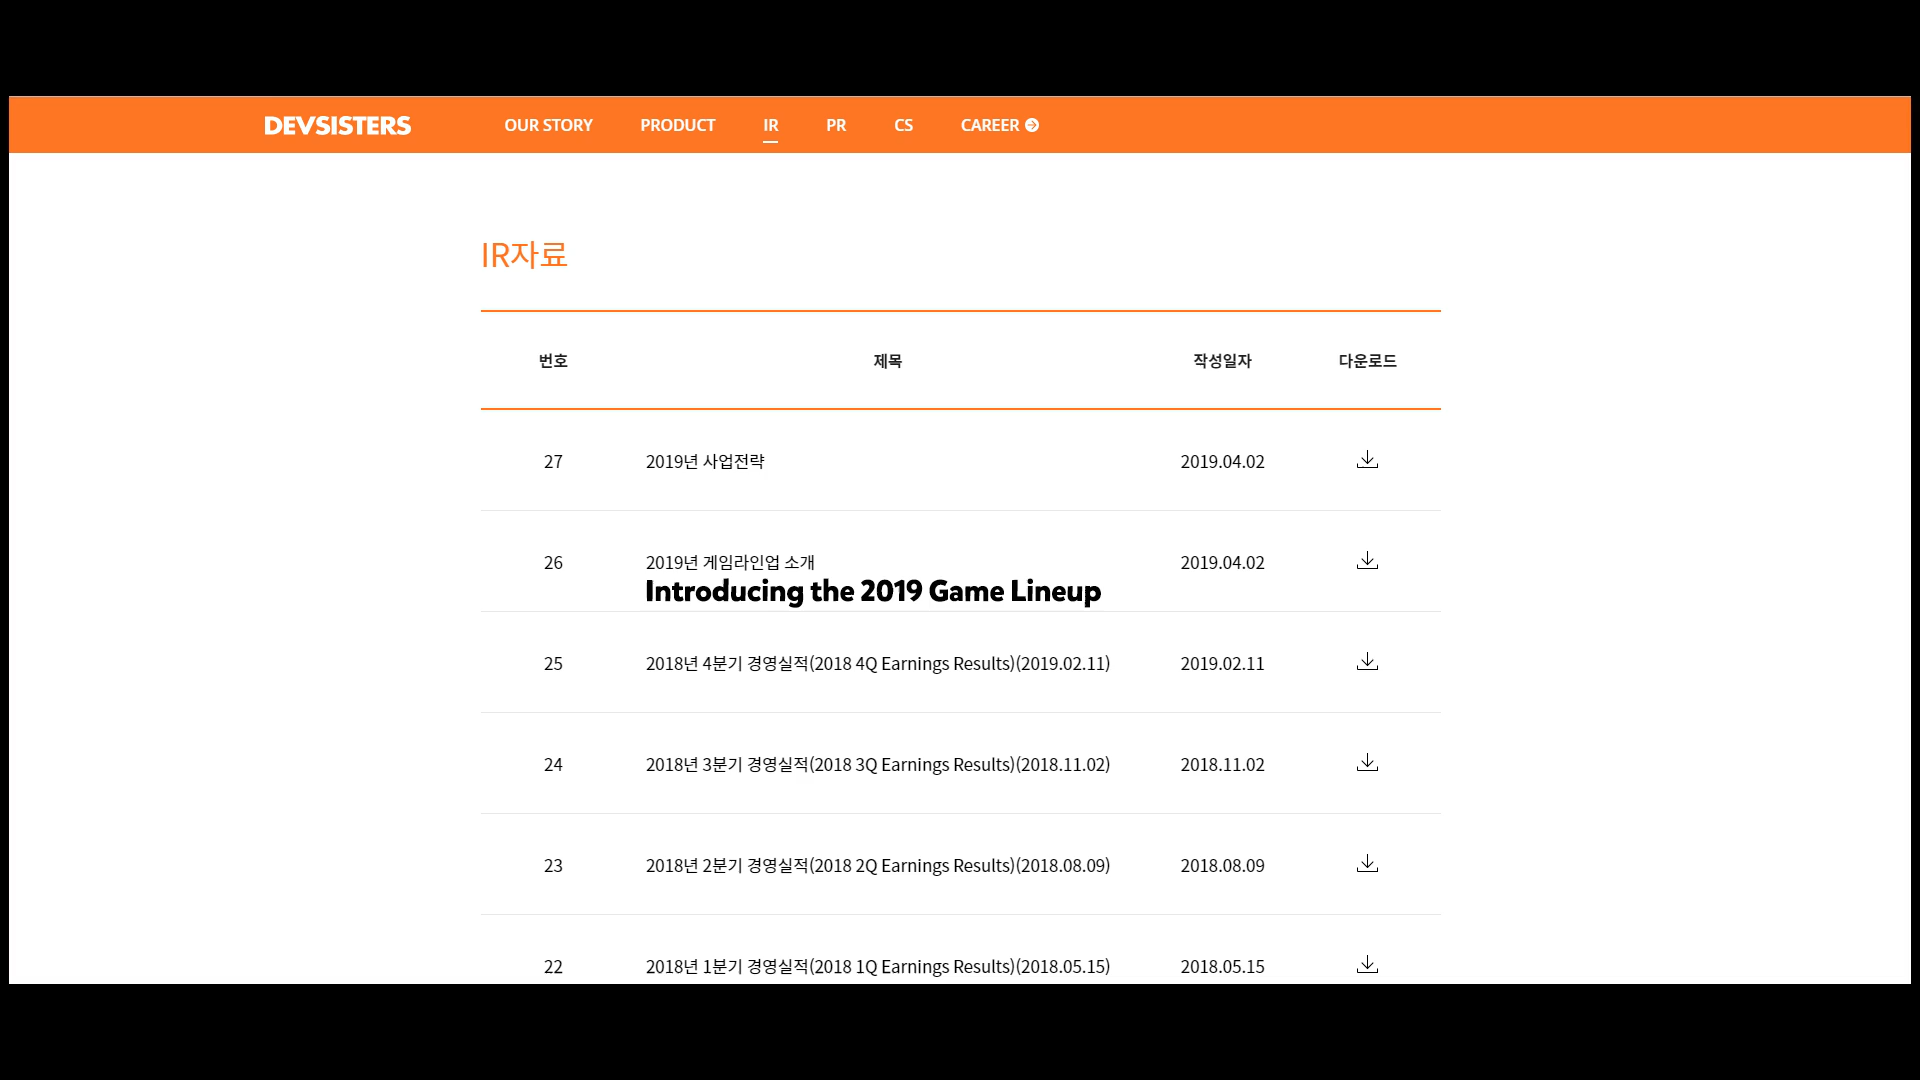 DEVSISTERS OUR STORY PRODUCT IR PR CS CAREER
IR자료
번호 제목 작성일자 다운로드
27 2019년 사업전략 2019.04.02
26 2019년 게임라인업 소개 2019.04.02
Introducing the 2019 Game Lineup
25 2018년 4분기 경영실적(2018 4Q Earnings Results)(2019.02.11) 2019.02.11
24 2018년 3분기 경영실적(2018 3Q Earnings Results)(2018.11.02) 2018.11.02
23 2018년 2분기 경영실적(2018 2Q Earnings Results)(2018.08.09) 2018.08.09
22 2018년 1분기 경영실적(2018 1Q Earnings Results)(2018.05.15) 2018.05.15